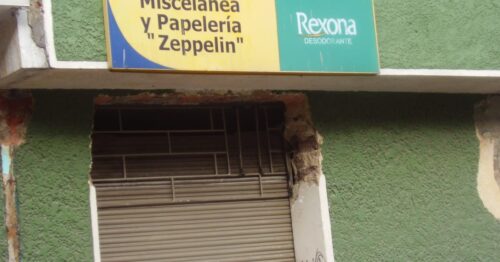 Miscelánea
y Papelería
"Zeppelin"
Rexona
DESODORANTE